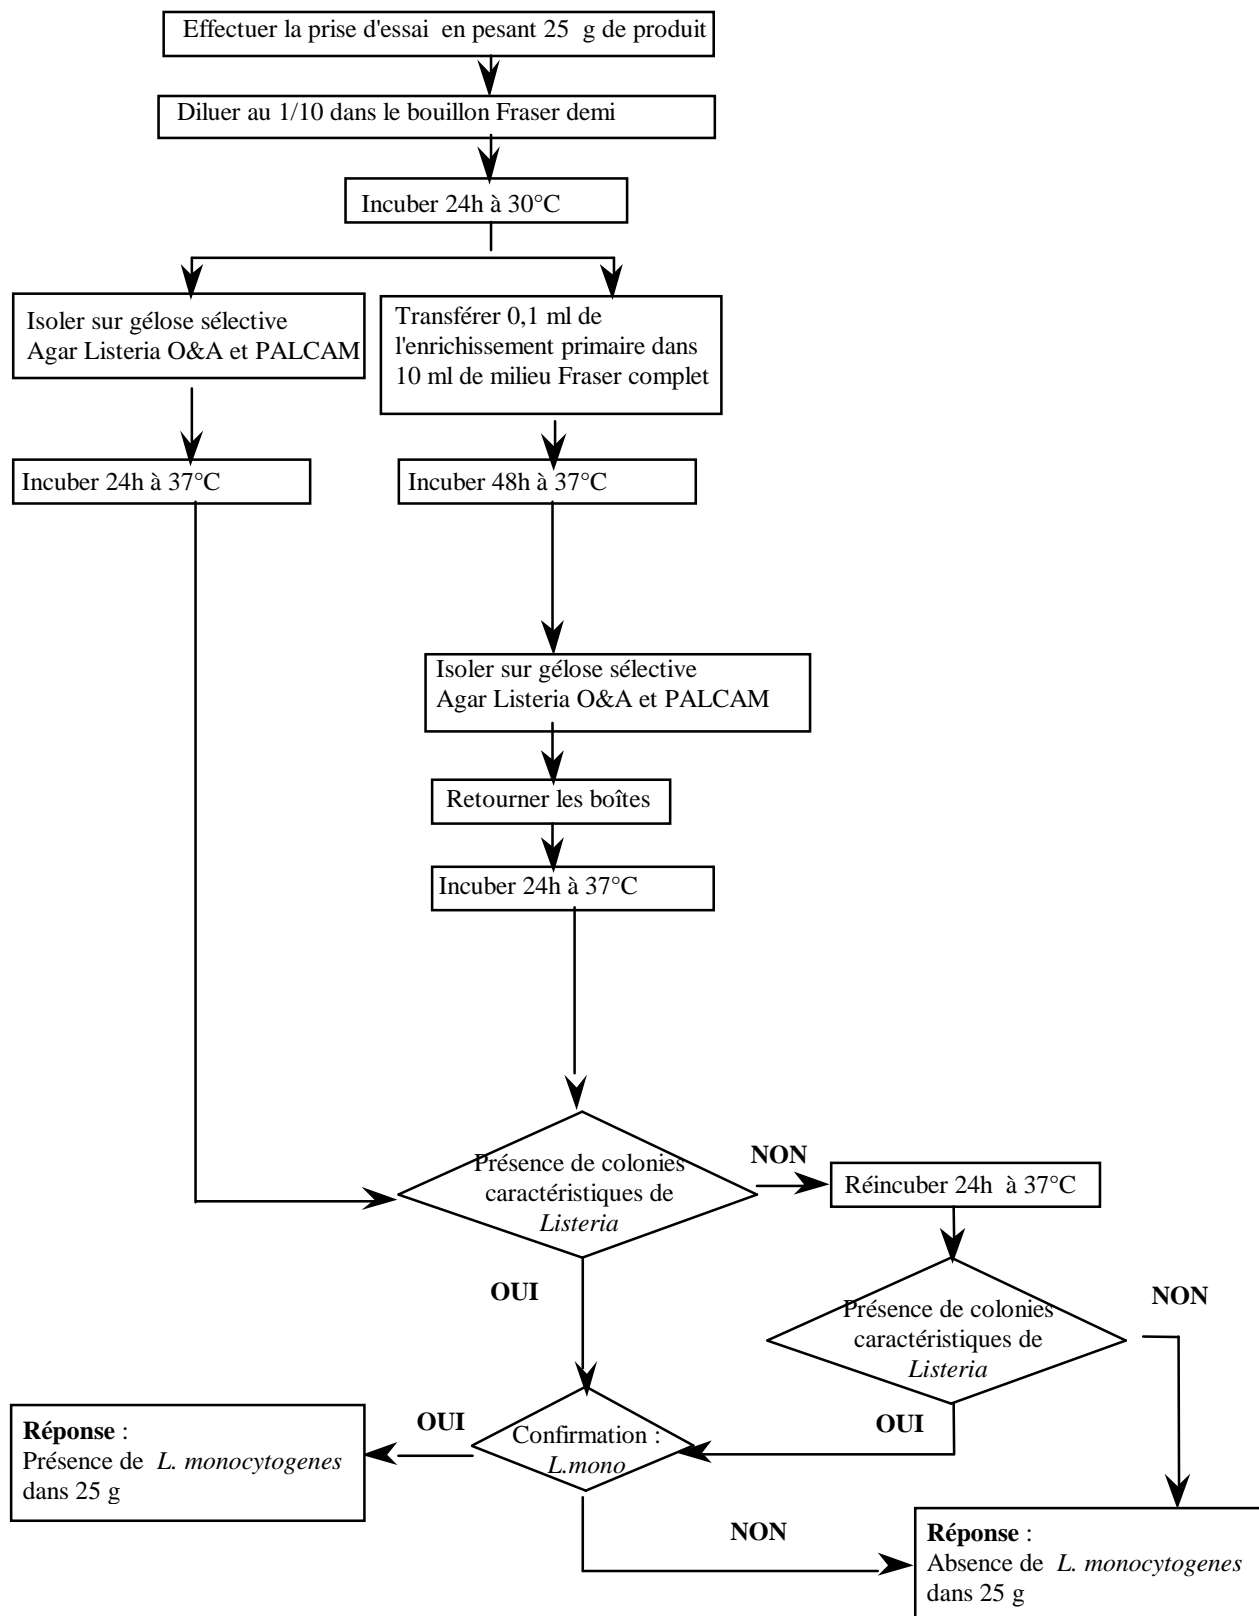 Effectuer la prise d'essai en pesant 25 g de produit
Diluer au 1/10 dans le bouillon Fraser demi
Incuber 24h à 30°C
Isoler sur gélose sélective
Agar Listeria O&A et PALCAM
Transférer 0,1 ml de
l'enrichissement primaire dans
10 ml de milieu Fraser complet
Incuber 24h à 37°C
Incuber 48h à 37°C
Isoler sur gélose sélective
Agar Listeria O&A et PALCAM
Retourner les boîtes
Incuber 24h à 37°C
Présence de colonies
caractéristiques de
Listeria
NON
Réincuber 24h à 37°C
OUI
Présence de colonies
caractéristiques de
Listeria
NON
OUI
Confirmation :
L.mono
OUI
Réponse :
Présence de L. monocytogenes
dans 25 g
NON
Réponse :
Absence de L. monocytogenes
dans 25 g